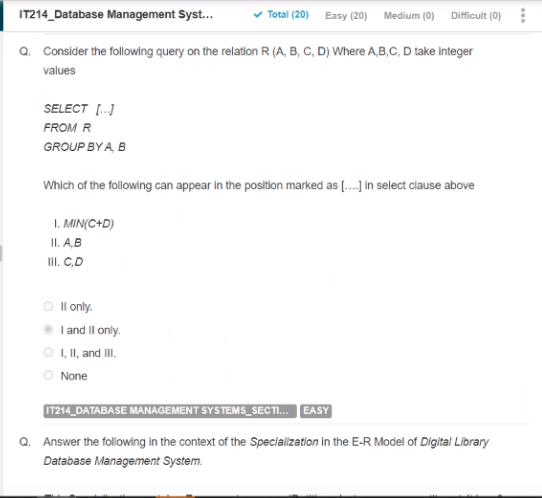 IT214_Database Management Syst... Total (20) Easy (20) Medium (0) Difficult (0)
Q. Consider the following query on the relation R (A, B, C, D) Where A,B,C, D take integer
values
SELECT [...]
FROM R
GROUP BY A, B
Which of the following can appear in the position marked as [....] in select clause above
I. MIN(C+D)
II. A,B
III. C,D
II only.
I and II only.
I, II, and III.
None
IT214_DATABASE MANAGEMENT SYSTEMS_SECTI... EASY
Q. Answer the following in the context of the Specialization in the E-R Model of Digital Library
Database Management System.